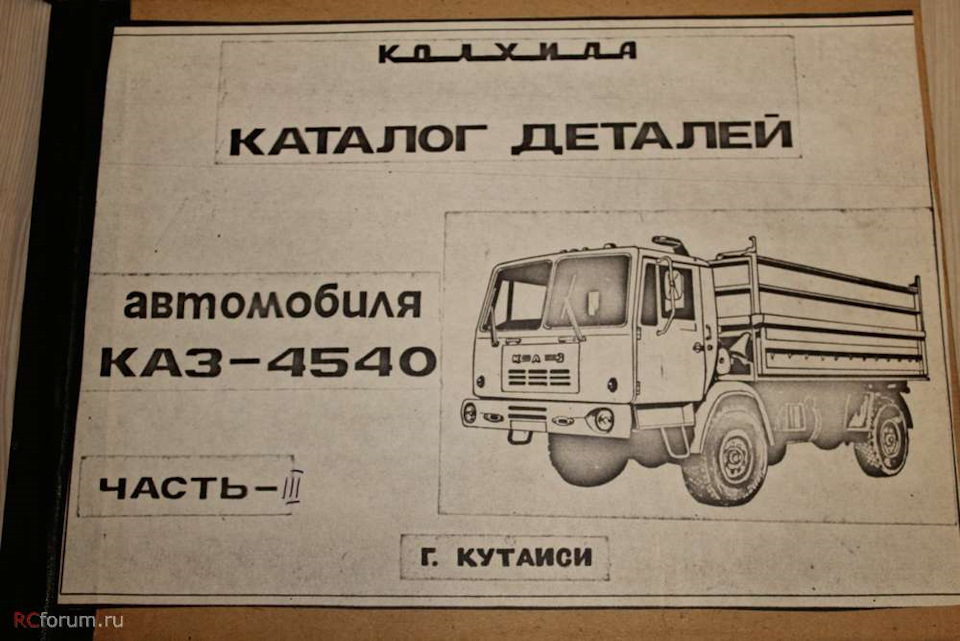 КОЛХИДА
КАТАЛОГ ДЕТАЛЕЙ
автомобиля
КАЗ-4540
ЧАСТЬ-III
Г. КУТАИСИ
RCforum.ru